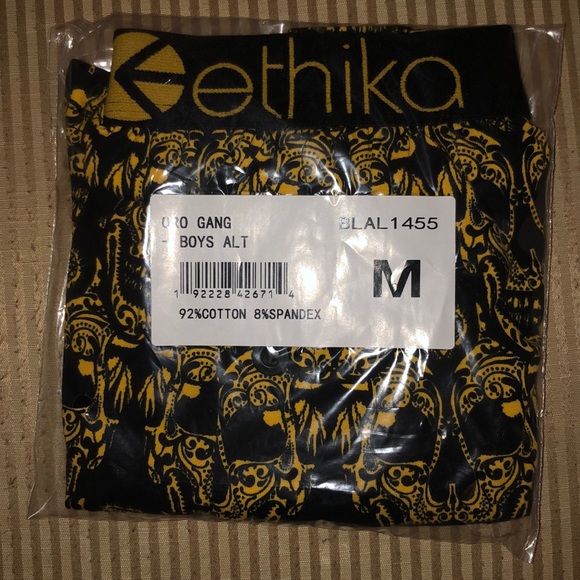 ethika
ORO GANG
- BOYS ALT
BLAL1455
M
1 92228 42671 4
92%COTTON 8%SPANDEX